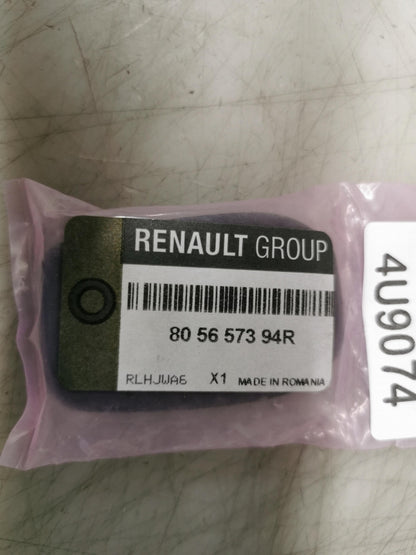 RENAULT GROUP
80 56 573 94R
RLHJWA6 X1 MADE IN ROMANIA
4U9074